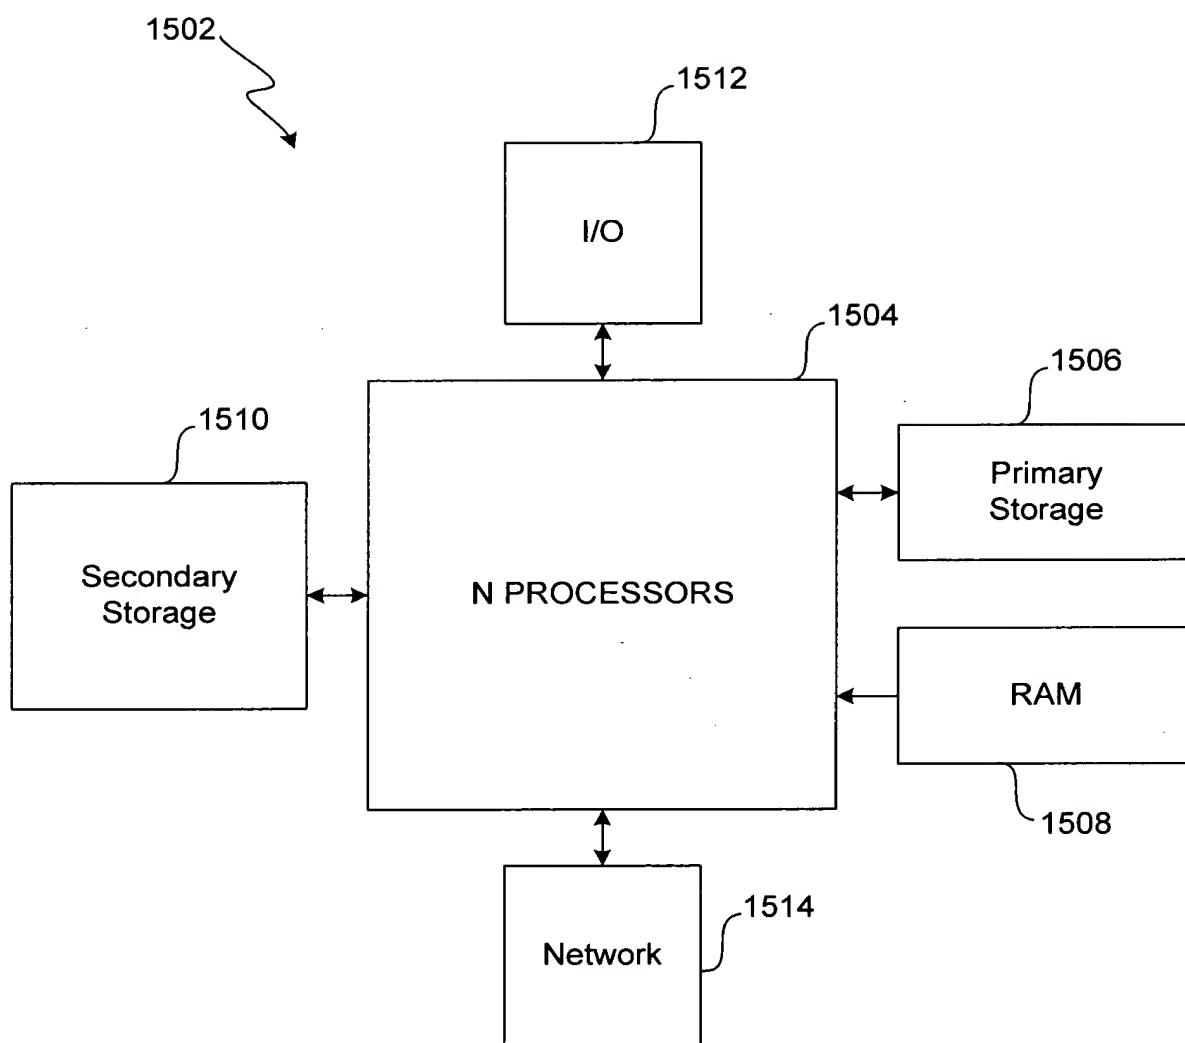 1502
1512
I/O
1504
1506
1510
Primary
Storage
Secondary
Storage
N PROCESSORS
RAM
1508
1514
Network